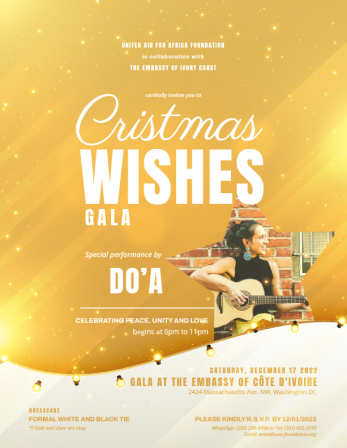 UNITED AID FOR AFRICA FOUNDATION
in collaboration with
THE EMBASSY OF IVORY COAST
cordially invites you to
Cristmas
WISHES
GALA
Special performance by
DO'A
CELEBRATING PEACE, UNITY AND LOVE
begins at 6pm to 11pm
SATURDAY, DECEMBER 17 2022
GALA AT THE EMBASSY OF CÔTE D'IVOIRE
2424 Massachusetts Ave. NW, Washington DC
DRESSCODE
FORMAL WHITE AND BLACK TIE
PLEASE KINDLY R.S.V.P. BY 12/01/2022